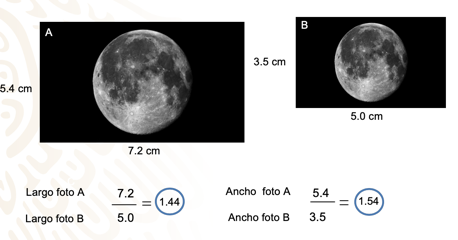 A
B
5.4 cm
3.5 cm
7.2 cm
5.0 cm
Largo foto A
7.2
Largo foto B
5.0
= 1.44
Ancho foto A
5.4
Ancho foto B
3.5
= 1.54